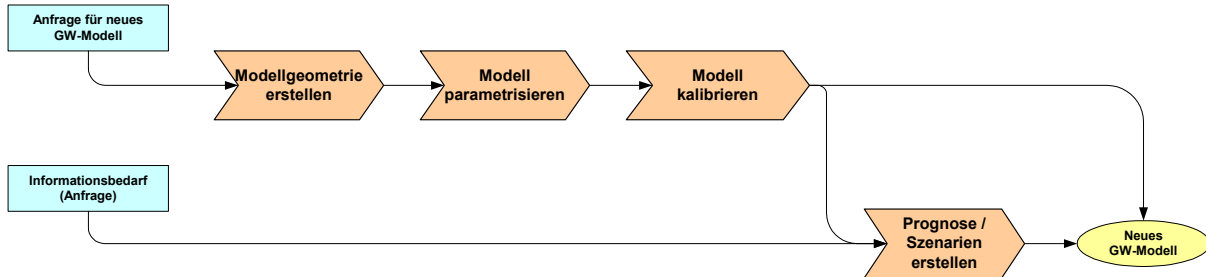 Anfrage für neues
GW-Modell
Modellgeometrie
erstellen
Modell
parametrisieren
Modell
kalibrieren
Informationsbedarf
(Anfrage)
Prognose /
Szenarien
erstellen
Neues
GW-Modell